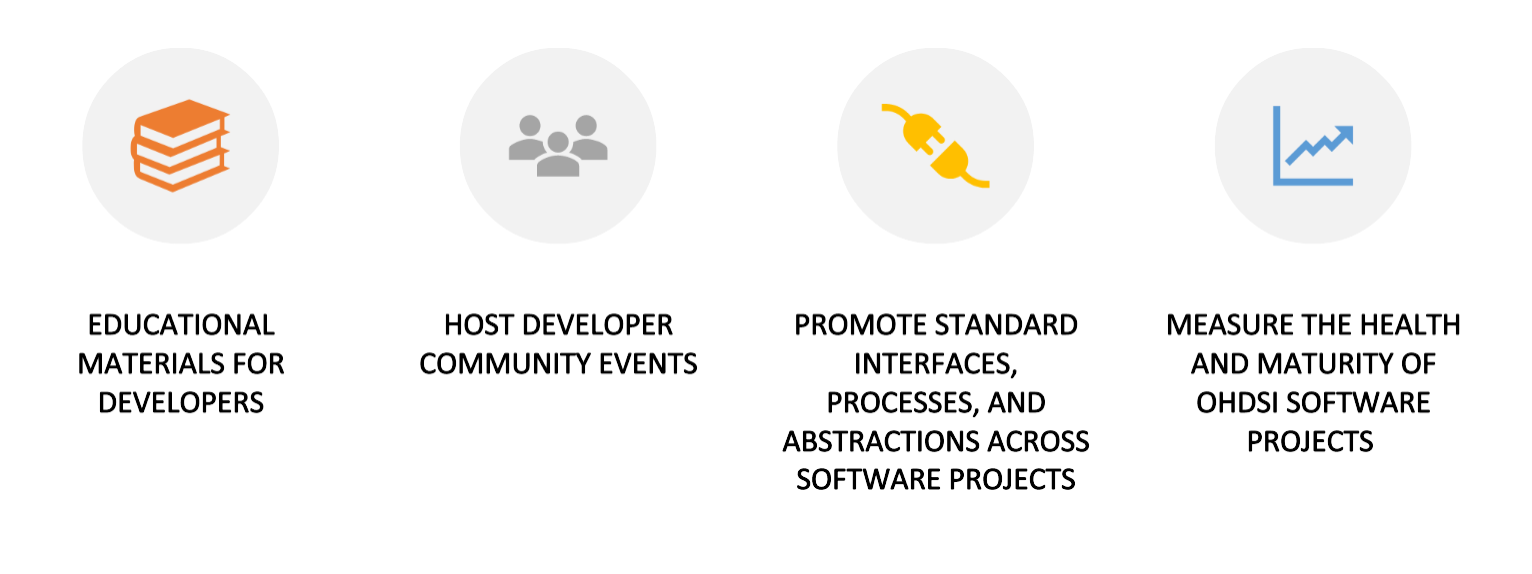 EDUCATIONAL
MATERIALS FOR
DEVELOPERS
HOST DEVELOPER
COMMUNITY EVENTS
PROMOTE STANDARD
INTERFACES,
PROCESSES, AND
ABSTRACTIONS ACROSS
SOFTWARE PROJECTS
MEASURE THE HEALTH
AND MATURITY OF
OHDSI SOFTWARE
PROJECTS